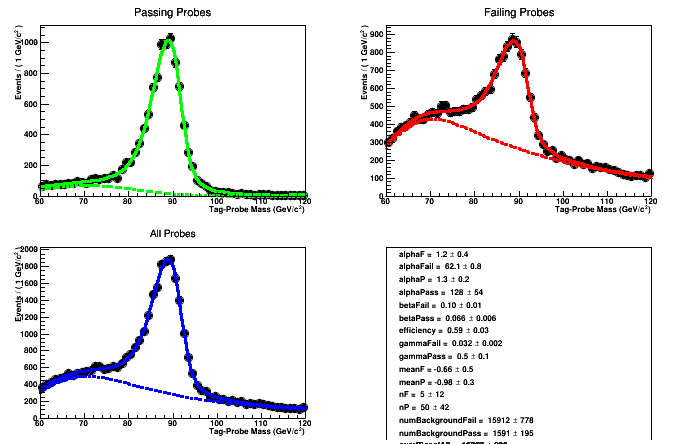 Passing Probes
Events / ( 1 GeV/c² )
1000
800
600
400
200
0
60 70 80 90 100 110 120
Tag-Probe Mass (GeV/c²)
Failing Probes
Events / ( 1 GeV/c² )
900
800
700
600
500
400
300
200
100
0
60 70 80 90 100 110 120
Tag-Probe Mass (GeV/c²)
All Probes
Events / ( 1 GeV/c² )
2000
1800
1600
1400
1200
1000
800
600
400
200
0
60 70 80 90 100 110 120
Tag-Probe Mass (GeV/c²)
alphaF = 1.2 ± 0.4
alphaFail = 62.1 ± 0.8
alphaP = 1.3 ± 0.2
alphaPass = 128 ± 54
betaFail = 0.10 ± 0.01
betaPass = 0.066 ± 0.006
efficiency = 0.59 ± 0.03
gammaFail = 0.032 ± 0.002
gammaPass = 0.5 ± 0.1
meanF = -0.66 ± 0.5
meanP = -0.98 ± 0.3
nF = 5 ± 12
nP = 50 ± 42
numBackgroundFail = 15912 ± 778
numBackgroundPass = 1591 ± 195